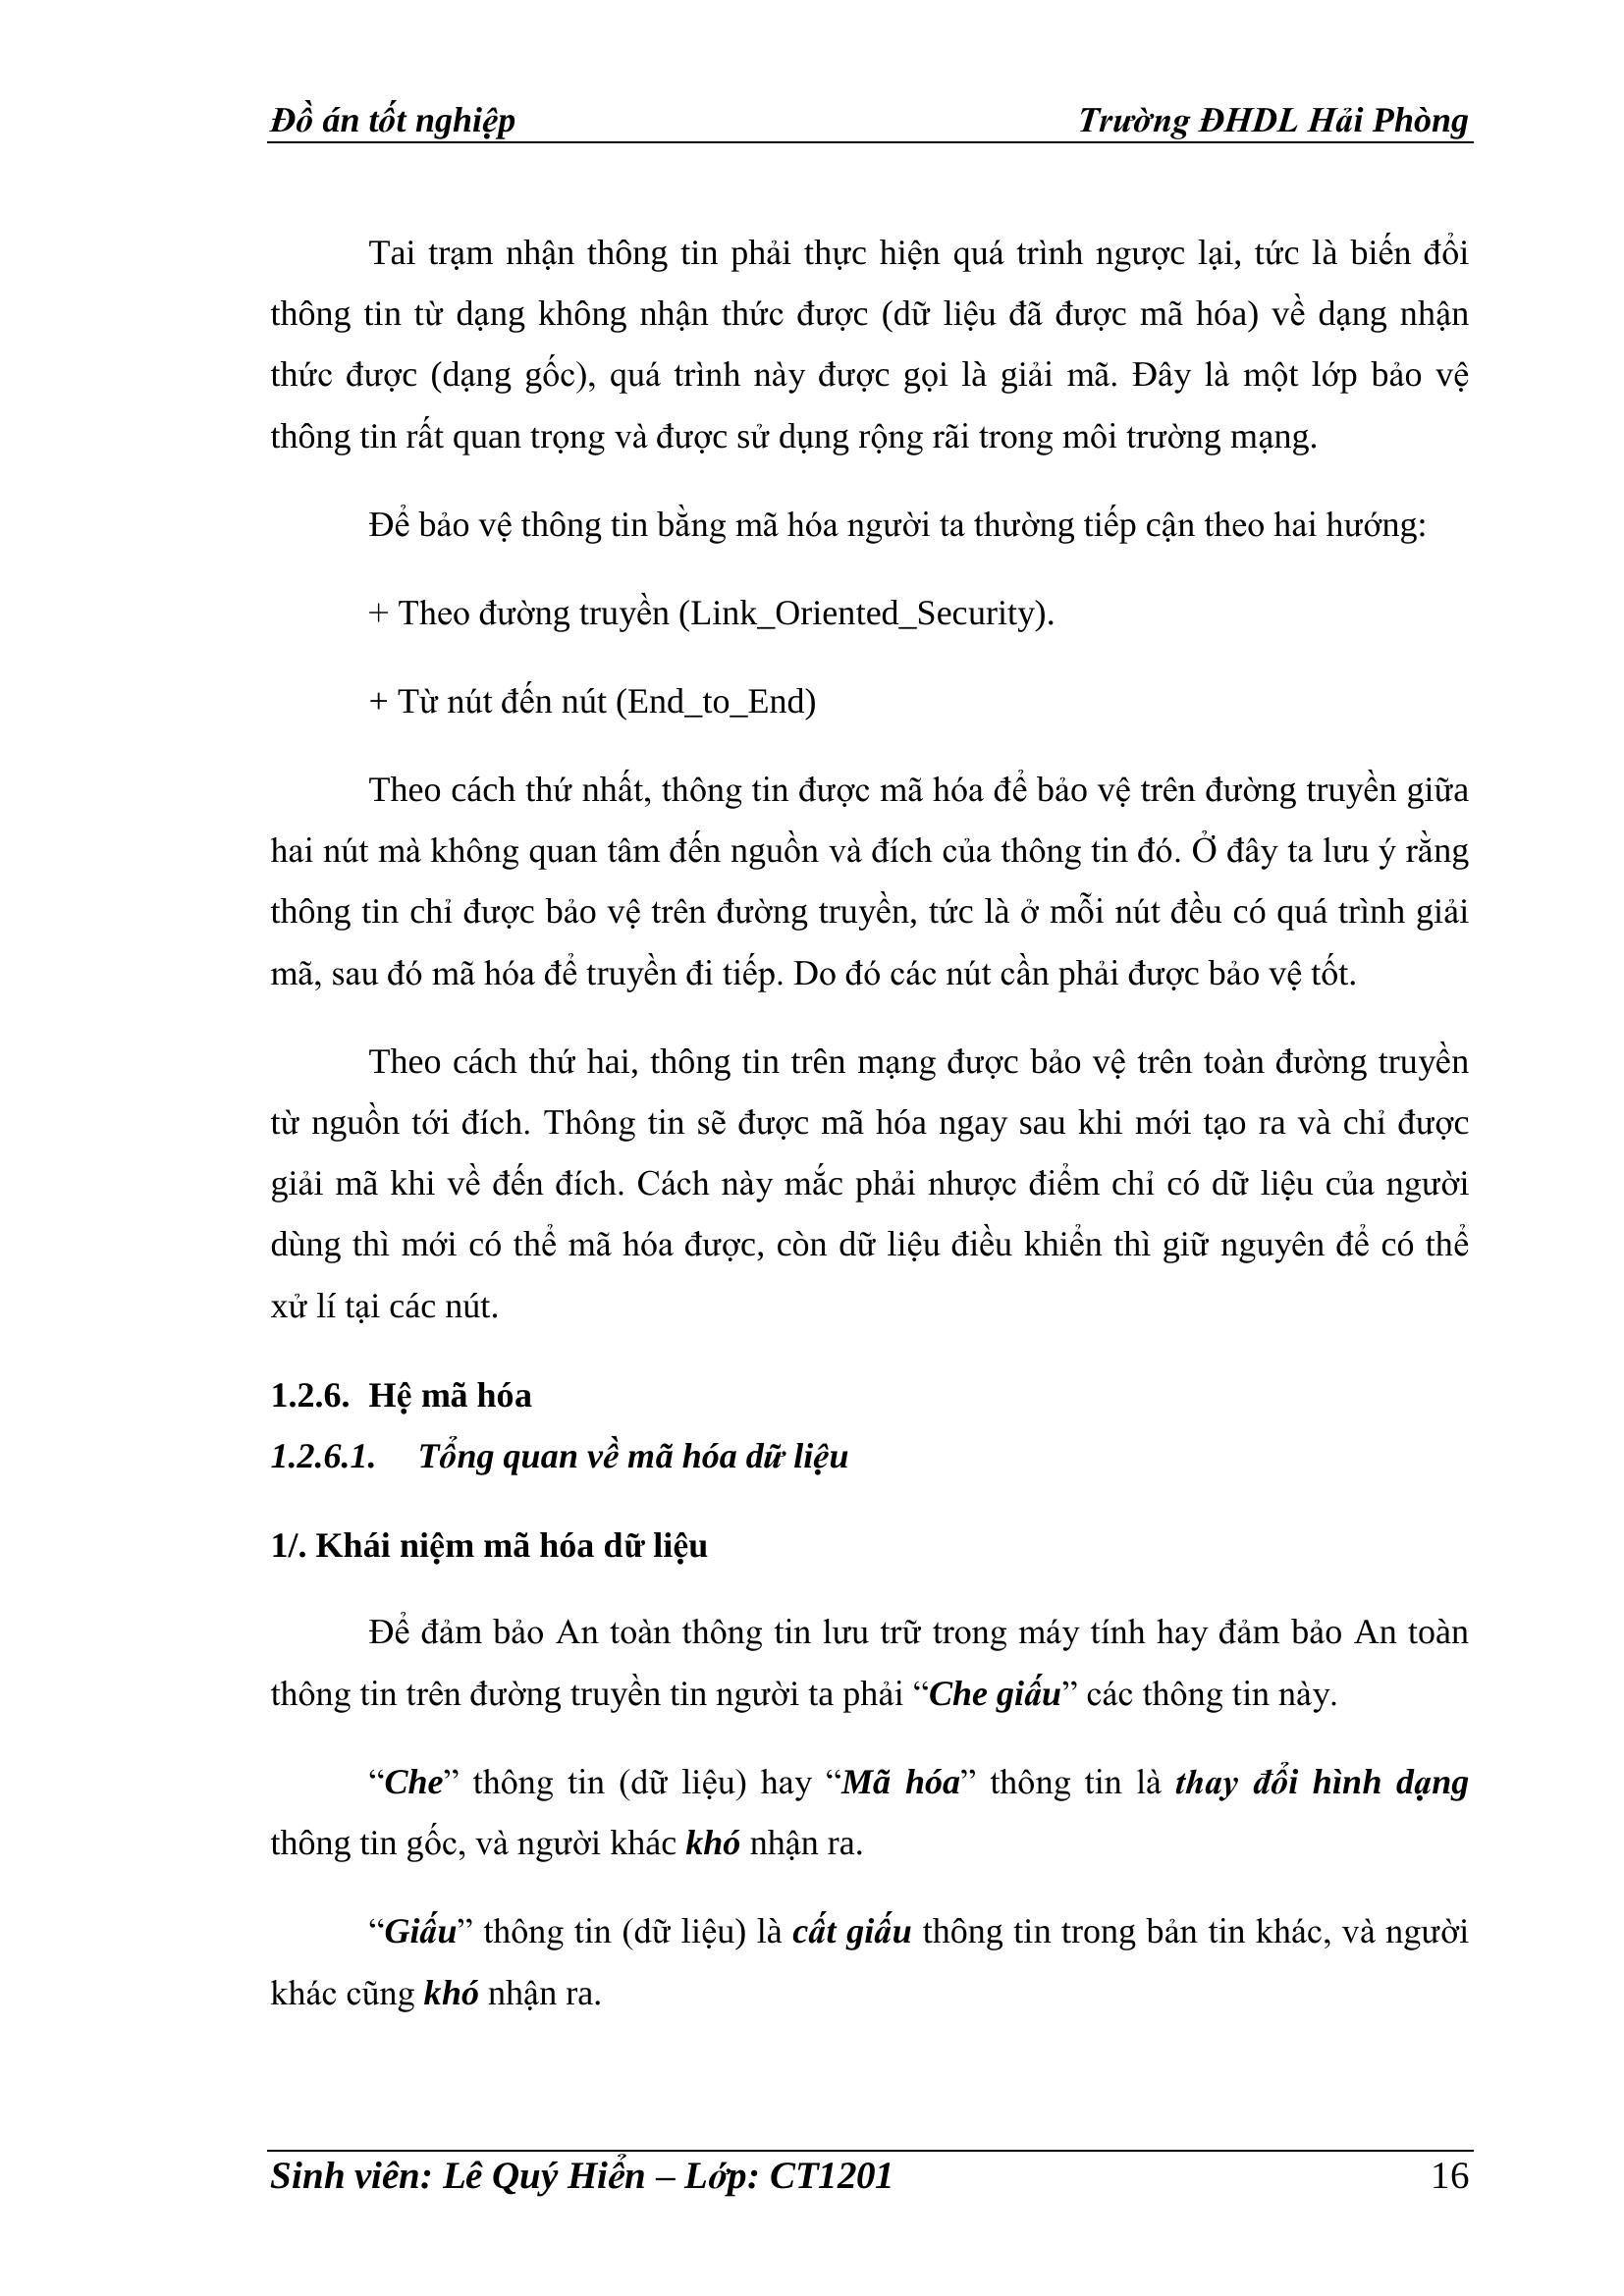 Đồ án tốt nghiệp Trường ĐHDL Hải Phòng
Tai trạm nhận thông tin phải thực hiện quá trình ngược lại, tức là biến đổi
thông tin từ dạng không nhận thức được (dữ liệu đã được mã hóa) về dạng nhận
thức được (dạng gốc), quá trình này được gọi là giải mã. Đây là một lớp bảo vệ
thông tin rất quan trọng và được sử dụng rộng rãi trong môi trường mạng.
Để bảo vệ thông tin bằng mã hóa người ta thường tiếp cận theo hai hướng:
+ Theo đường truyền (Link_Oriented_Security).
+ Từ nút đến nút (End_to_End)
Theo cách thứ nhất, thông tin được mã hóa để bảo vệ trên đường truyền giữa
hai nút mà không quan tâm đến nguồn và đích của thông tin đó. Ở đây ta lưu ý rằng
thông tin chỉ được bảo vệ trên đường truyền, tức là ở mỗi nút đều có quá trình giải
mã, sau đó mã hóa để truyền đi tiếp. Do đó các nút cần phải được bảo vệ tốt.
Theo cách thứ hai, thông tin trên mạng được bảo vệ trên toàn đường truyền
từ nguồn tới đích. Thông tin sẽ được mã hóa ngay sau khi mới tạo ra và chỉ được
giải mã khi về đến đích. Cách này mắc phải nhược điểm chỉ có dữ liệu của người
dùng thì mới có thể mã hóa được, còn dữ liệu điều khiển thì giữ nguyên để có thể
xử lí tại các nút.
1.2.6. Hệ mã hóa
1.2.6.1. Tổng quan về mã hóa dữ liệu
1/. Khái niệm mã hóa dữ liệu
Để đảm bảo An toàn thông tin lưu trữ trong máy tính hay đảm bảo An toàn
thông tin trên đường truyền tin người ta phải “Che giấu” các thông tin này.
“Che” thông tin (dữ liệu) hay “Mã hóa” thông tin là thay đổi hình dạng
thông tin gốc, và người khác khó nhận ra.
“Giấu” thông tin (dữ liệu) là cất giấu thông tin trong bản tin khác, và người
khác cũng khó nhận ra.
Sinh viên: Lê Quý Hiển – Lớp: CT1201 16